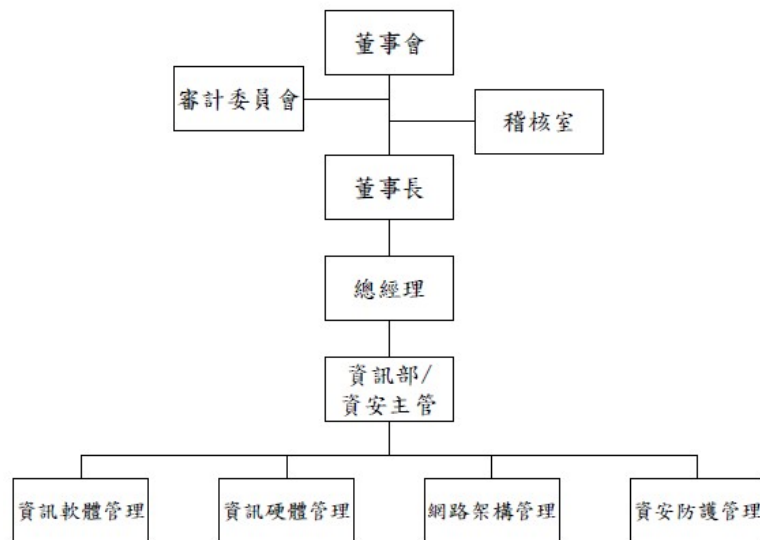 董事會
審計委員會
稽核室
董事長
總經理
資訊部/
資安主管
資訊軟體管理
資訊硬體管理
網路架構管理
資安防護管理